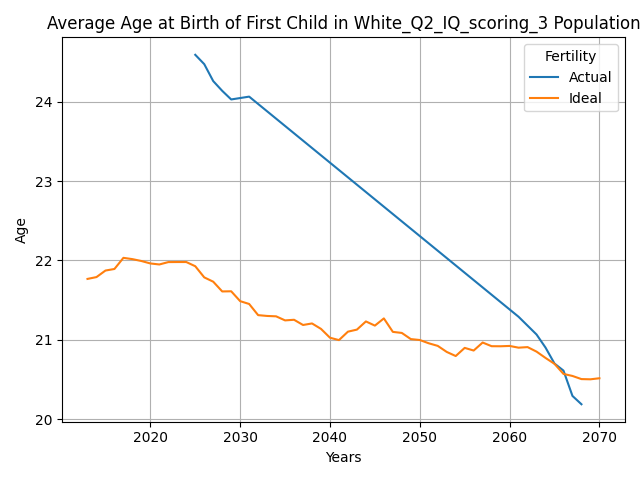 Average Age at Birth of First Child in White_Q2_IQ_scoring_3 Population
Fertility
Actual
Ideal
Age
24
23
22
21
20
2020
2030
2040
2050
2060
2070
Years